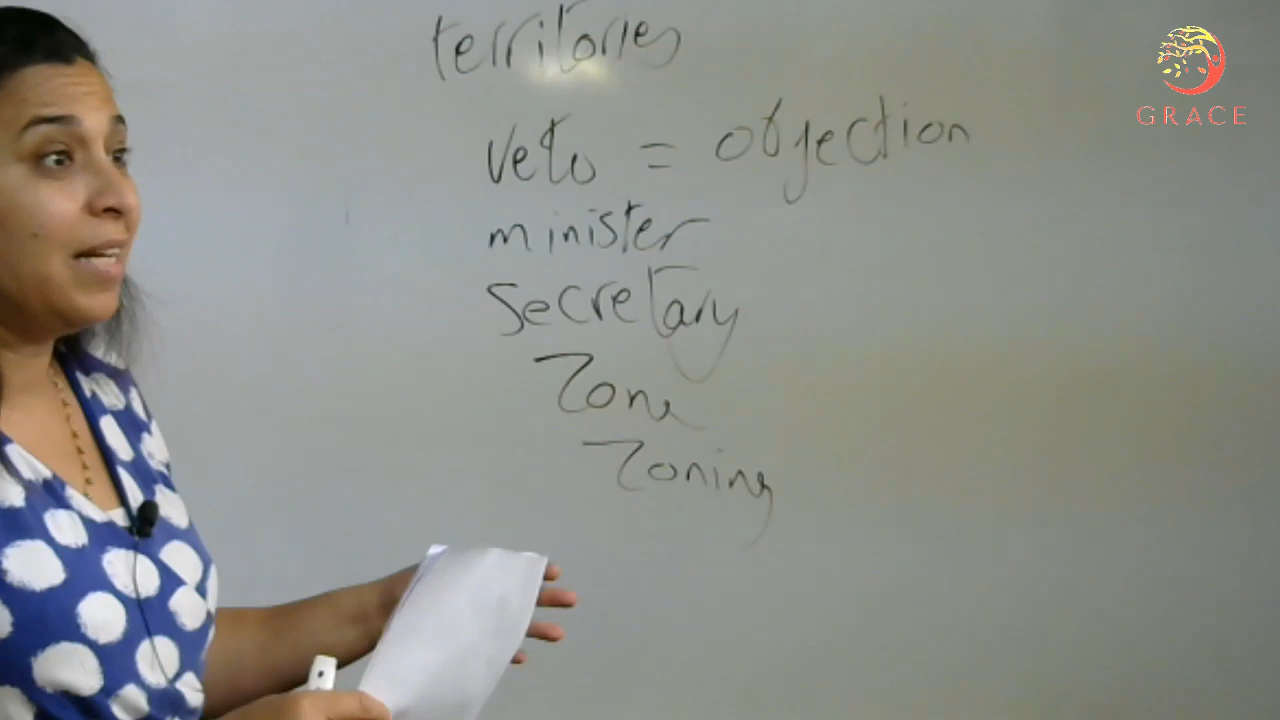 territories
veto = objection
minister
secretary
Zone
Zoning
GRACE